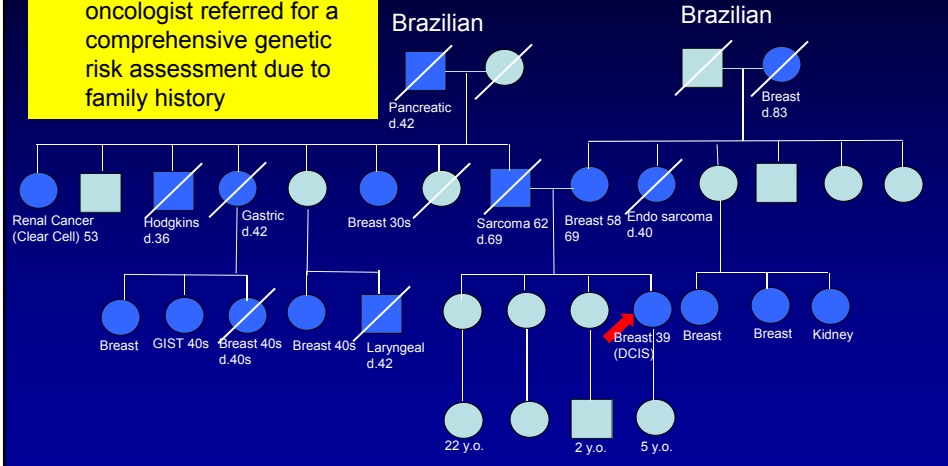 oncologist referred for a
comprehensive genetic
risk assessment due to
family history
Brazilian
Brazilian
Pancreatic
d.42
Breast
d.83
Renal Cancer
(Clear Cell) 53
Hodgkins
d.36
Gastric
d.42
Breast 30s
Sarcoma 62
d.69
Breast 58
69
Endo sarcoma
d.40
Breast
GIST 40s
Breast 40s
d.40s
Breast 40s
Laryngeal
d.42
Breast 39
(DCIS)
Breast
Breast
Kidney
22 y.o.
2 y.o.
5 y.o.